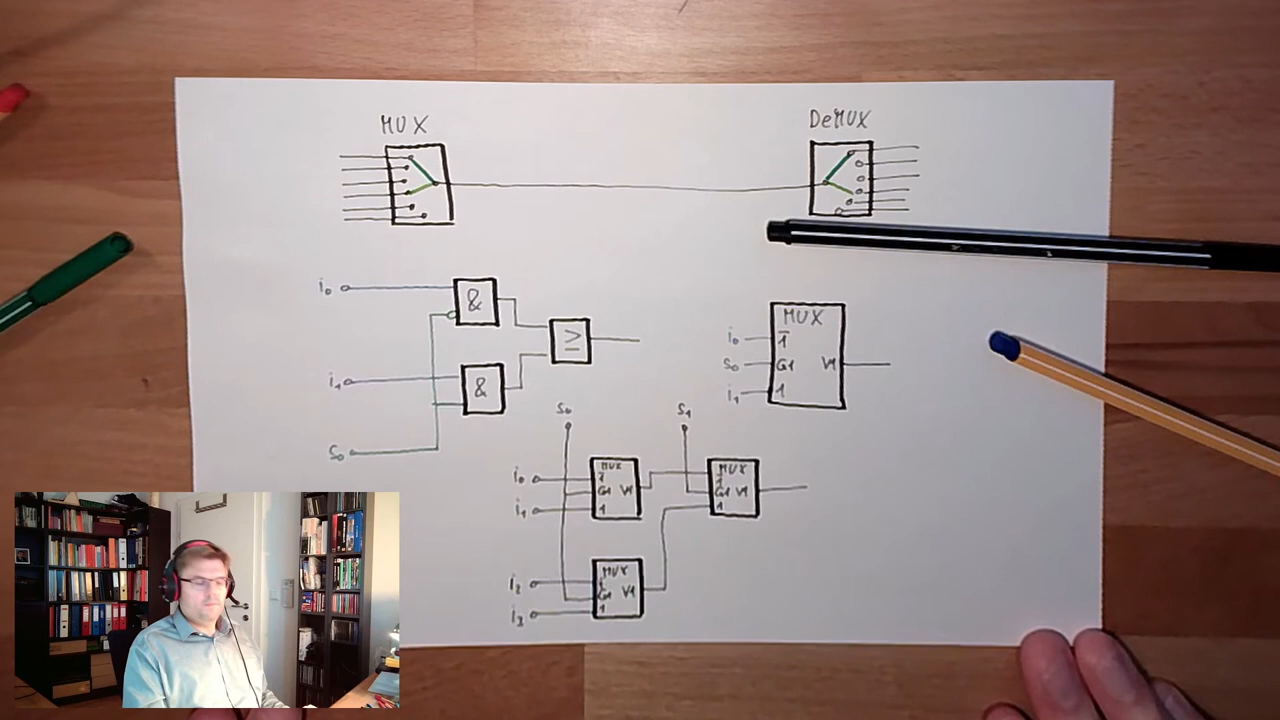 MUX
DeMUX
i₀
&
≥
i₁
&
S₀
MUX
i₀ 1̅
S₀ G1 V1
i₁ 1
S₀
S₁
MUX
i₀ 1̅
G1 V1
i₁ 1
MUX
1̅
G1 V1
1
MUX
i₂
G1 V1
i₃ 1